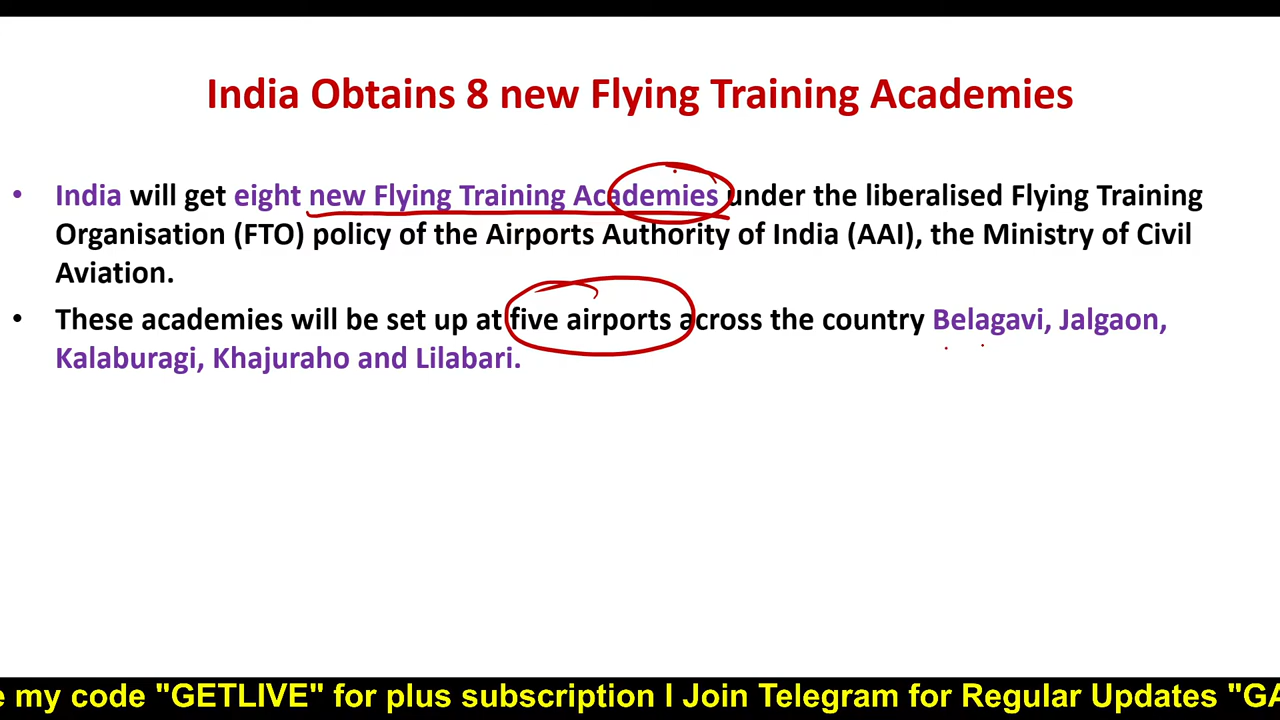 India Obtains 8 new Flying Training Academies
• India will get eight new Flying Training Academies under the liberalised Flying Training
Organisation (FTO) policy of the Airports Authority of India (AAI), the Ministry of Civil
Aviation.
• These academies will be set up at five airports across the country Belagavi, Jalgaon,
Kalaburagi, Khajuraho and Lilabari.
e my code "GETLIVE" for plus subscription I Join Telegram for Regular Updates "GA